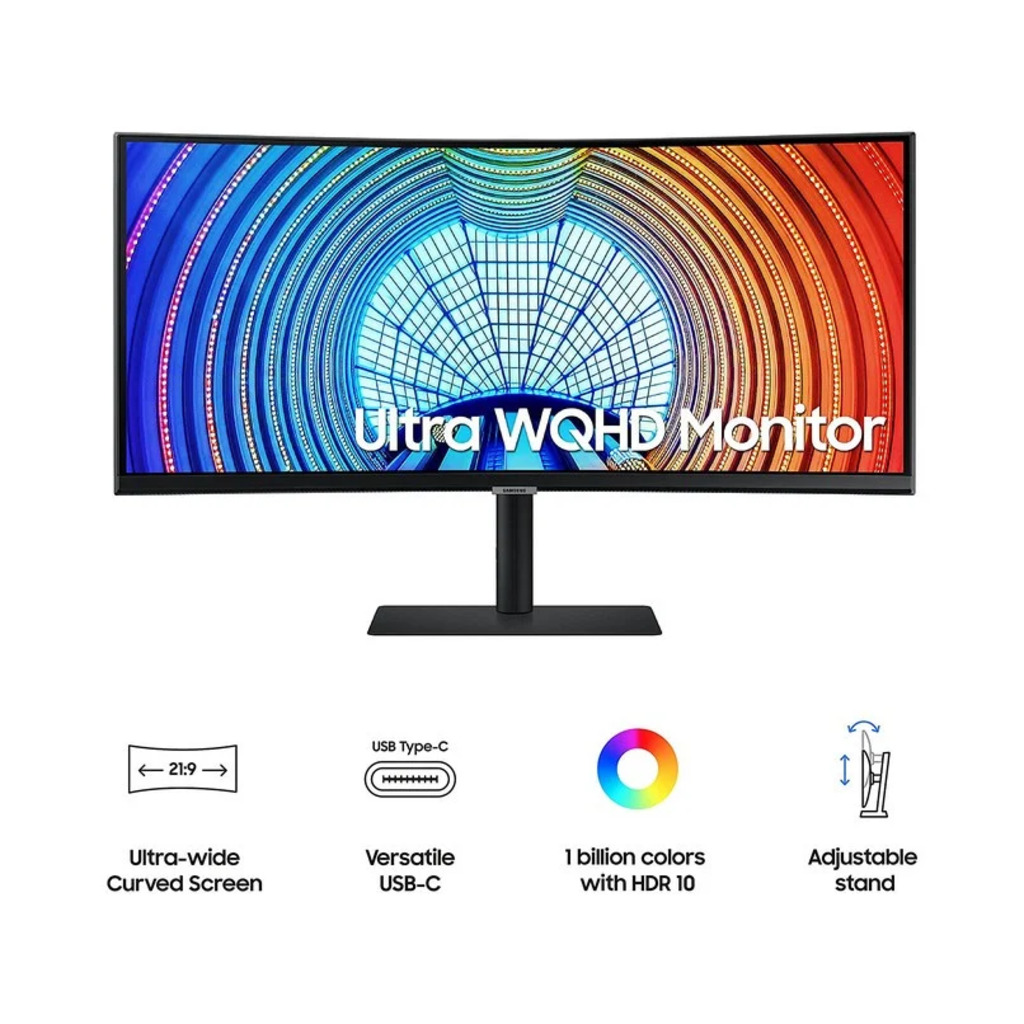 Ultra WQHD Monitor
SAMSUNG
21:9
USB Type-C
Ultra-wide
Curved Screen
Versatile
USB-C
1 billion colors
with HDR 10
Adjustable
stand